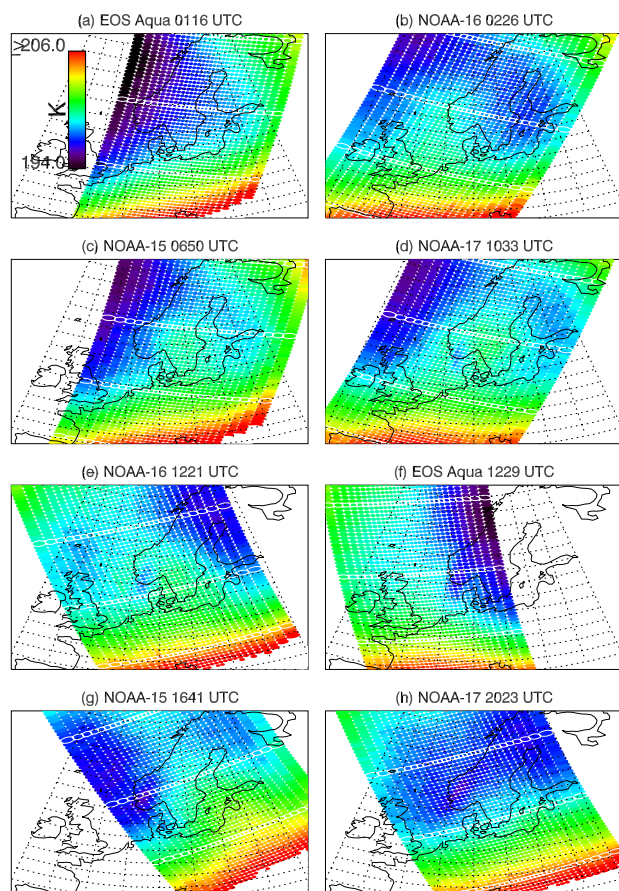 (a) EOS Aqua 0116 UTC
(b) NOAA-16 0226 UTC
≥206.0
K
194.0
(c) NOAA-15 0650 UTC
(d) NOAA-17 1033 UTC
(e) NOAA-16 1221 UTC
(f) EOS Aqua 1229 UTC
(g) NOAA-15 1641 UTC
(h) NOAA-17 2023 UTC